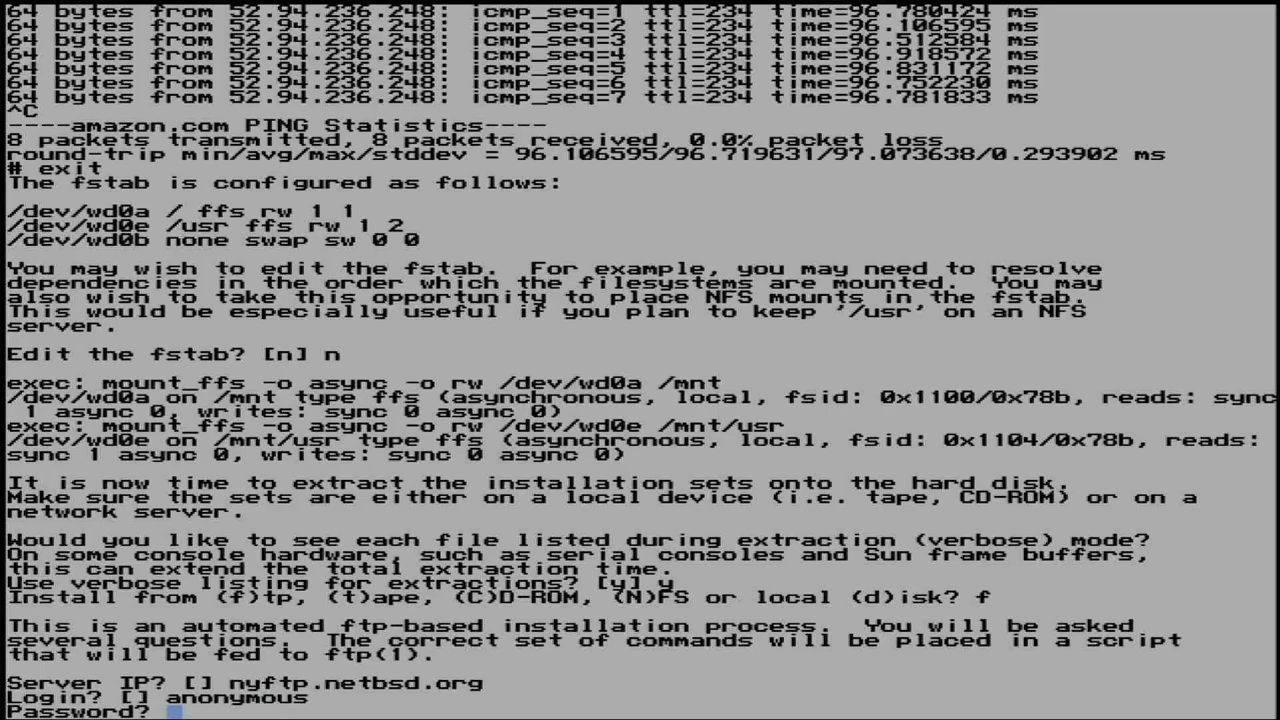 64 bytes from 52.94.236.248: icmp_seq=1 ttl=234 time=96.780424 ms
64 bytes from 52.94.236.248: icmp_seq=2 ttl=234 time=96.106595 ms
64 bytes from 52.94.236.248: icmp_seq=3 ttl=234 time=96.512584 ms
64 bytes from 52.94.236.248: icmp_seq=4 ttl=234 time=96.918572 ms
64 bytes from 52.94.236.248: icmp_seq=5 ttl=234 time=96.831172 ms
64 bytes from 52.94.236.248: icmp_seq=6 ttl=234 time=96.752230 ms
64 bytes from 52.94.236.248: icmp_seq=7 ttl=234 time=96.781833 ms
^C
----amazon.com PING Statistics----
8 packets transmitted, 8 packets received, 0.0% packet loss
round-trip min/avg/max/stddev = 96.106595/96.719631/97.073638/0.293902 ms
# exit
The fstab is configured as follows:
/dev/wd0a / ffs rw 1 1
/dev/wd0e /usr ffs rw 1 2
/dev/wd0b none swap sw 0 0
You may wish to edit the fstab.  For example, you may need to resolve
dependencies in the order which the filesystems are mounted.  You may
also wish to take this opportunity to place NFS mounts in the fstab.
This would be especially useful if you plan to keep '/usr' on an NFS
server.
Edit the fstab? [n] n
exec: mount_ffs -o async -o rw /dev/wd0a /mnt
/dev/wd0a on /mnt type ffs (asynchronous, local, fsid: 0x1100/0x78b, reads: sync
 1 async 0, writes: sync 0 async 0)
exec: mount_ffs -o async -o rw /dev/wd0e /mnt/usr
/dev/wd0e on /mnt/usr type ffs (asynchronous, local, fsid: 0x1104/0x78b, reads:
sync 1 async 0, writes: sync 0 async 0)
It is now time to extract the installation sets onto the hard disk.
Make sure the sets are either on a local device (i.e. tape, CD-ROM) or on a
network server.
Would you like to see each file listed during extraction (verbose) mode?
On some console hardware, such as serial consoles and Sun frame buffers,
this can extend the total extraction time.
Use verbose listing for extractions? [y] y
Install from (f)tp, (t)ape, (C)D-ROM, (N)FS or local (d)isk? f
This is an automated ftp-based installation process.  You will be asked
several questions.  The correct set of commands will be placed in a script
that will be fed to ftp(1).
Server IP? [] nyftp.netbsd.org
Login? [] anonymous
Password?